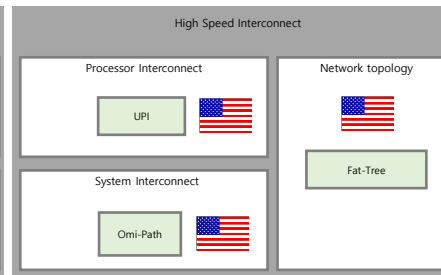 High Speed Interconnect
Processor Interconnect
UPI
System Interconnect
Omi-Path
Network topology
Fat-Tree